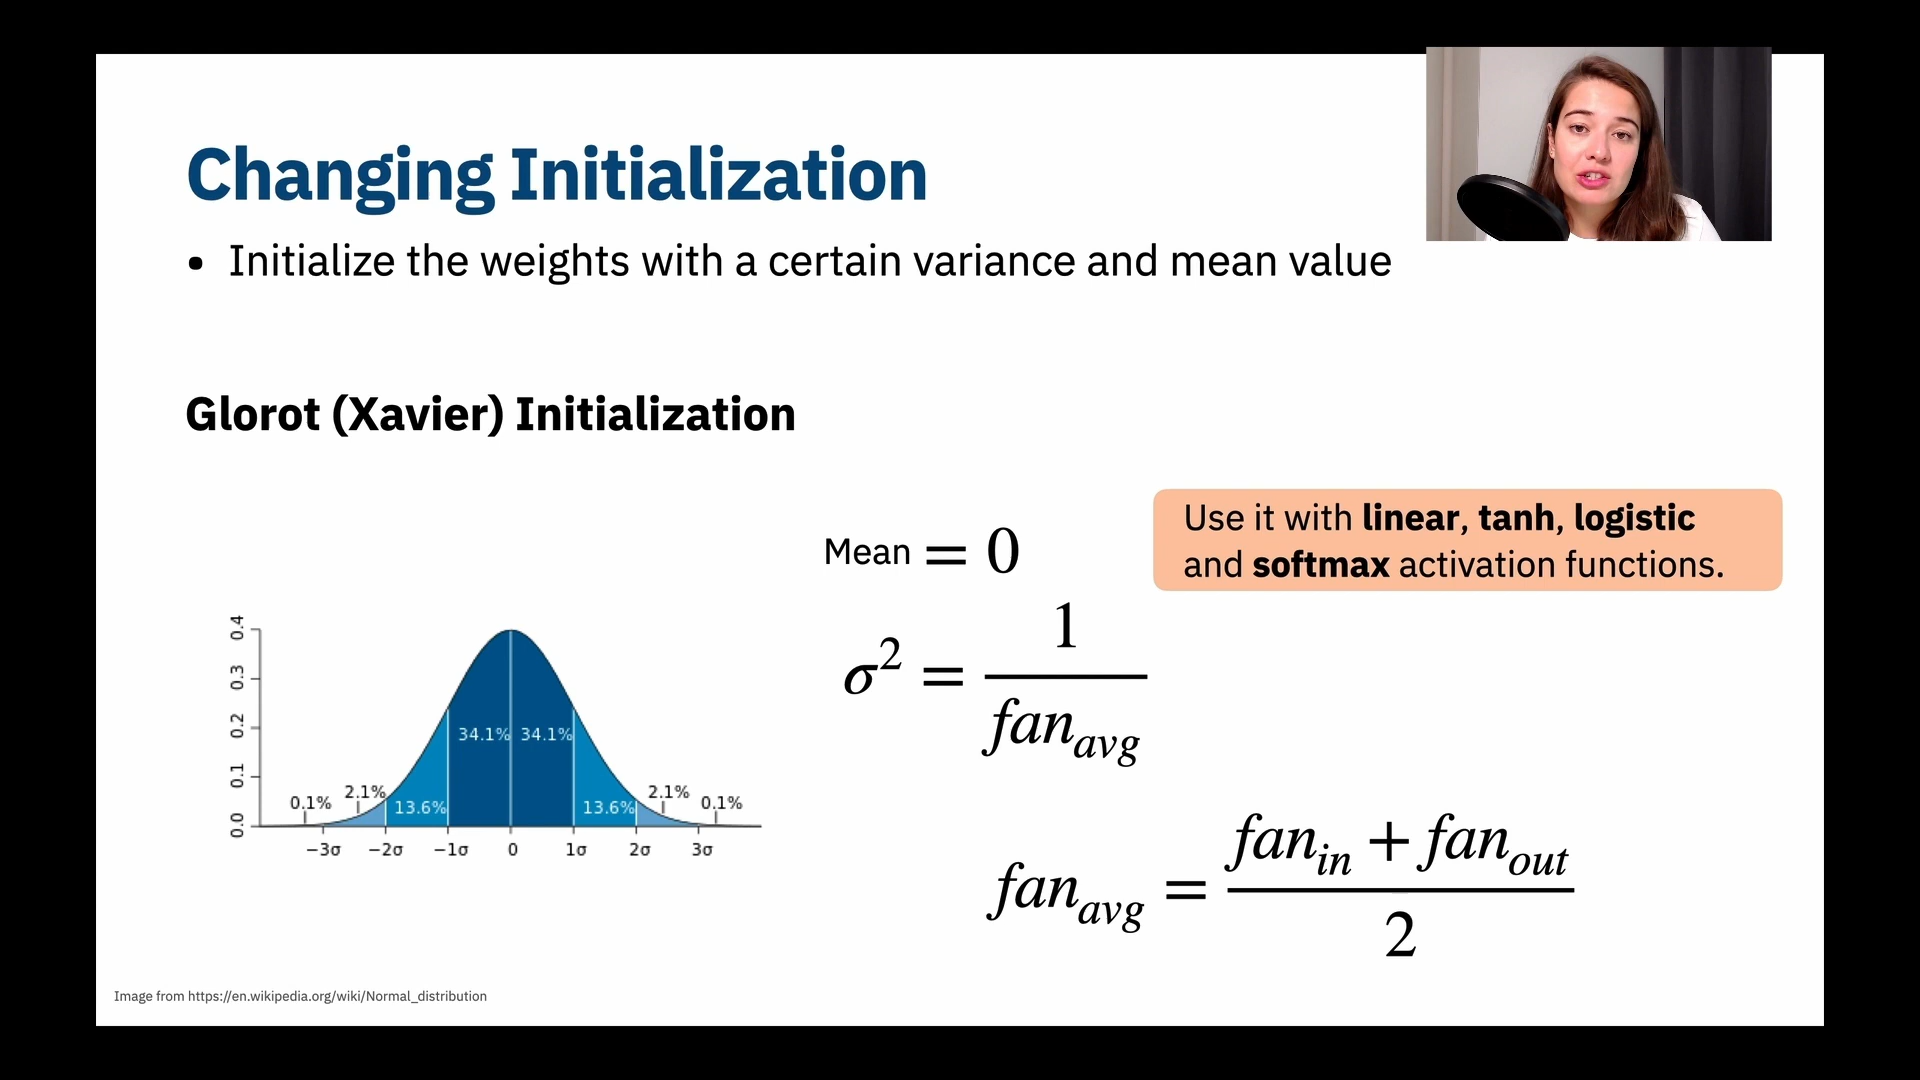 Changing Initialization
• Initialize the weights with a certain variance and mean value
Glorot (Xavier) Initialization
Use it with linear, tanh, logistic
and softmax activation functions.
Mean = 0
σ² = 1 / fan_avg
fan_avg = (fan_in + fan_out) / 2
0.4
0.3
0.2
0.1
0.0
34.1% 34.1%
0.1% 2.1% 13.6% 13.6% 2.1% 0.1%
−3σ −2σ −1σ 0 1σ 2σ 3σ
Image from https://en.wikipedia.org/wiki/Normal_distribution